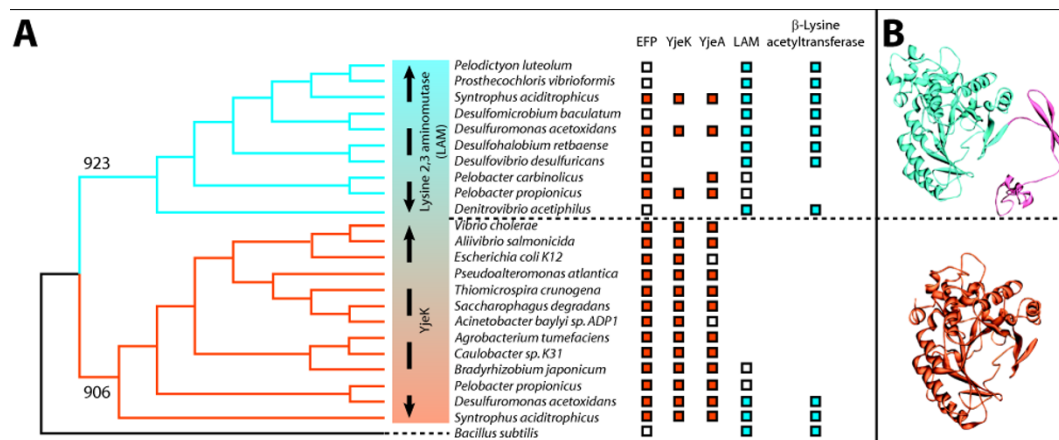 A
B
β-Lysine
EFP YjeK YjeA LAM acetyltransferase
Pelodictyon luteolum
Prosthecochloris vibrioformis
Syntrophus aciditrophicus
Desulfomicrobium baculatum
Desulfuromonas acetoxidans
Desulfohalobium retbaense
Desulfovibrio desulfuricans
Pelobacter carbinolicus
Pelobacter propionicus
Denitrovibrio acetiphilus
Lysine 2,3 aminomutase
(LAM)
923
Vibrio cholerae
Aliivibrio salmonicida
Escherichia coli K12
Pseudoalteromonas atlantica
Thiomicrospira crunogena
Saccharophagus degradans
Acinetobacter baylyi sp. ADP1
Agrobacterium tumefaciens
Caulobacter sp. K31
Bradyrhizobium japonicum
Pelobacter propionicus
Desulfuromonas acetoxidans
Syntrophus aciditrophicus
Bacillus subtilis
YjeK
906